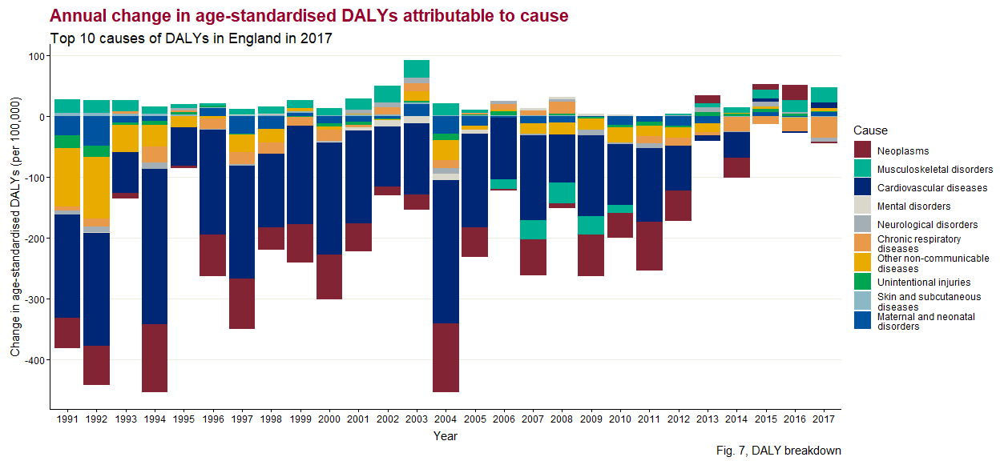 Annual change in age-standardised DALYs attributable to cause
Top 10 causes of DALYs in England in 2017
Change in age-standardised DALYs (per 100,000)
100
0
-100
-200
-300
-400
1991 1992 1993 1994 1995 1996 1997 1998 1999 2000 2001 2002 2003 2004 2005 2006 2007 2008 2009 2010 2011 2012 2013 2014 2015 2016 2017
Year
Cause
Neoplasms
Musculoskeletal disorders
Cardiovascular diseases
Mental disorders
Neurological disorders
Chronic respiratory
diseases
Other non-communicable
diseases
Unintentional injuries
Skin and subcutaneous
diseases
Maternal and neonatal
disorders
Fig. 7, DALY breakdown